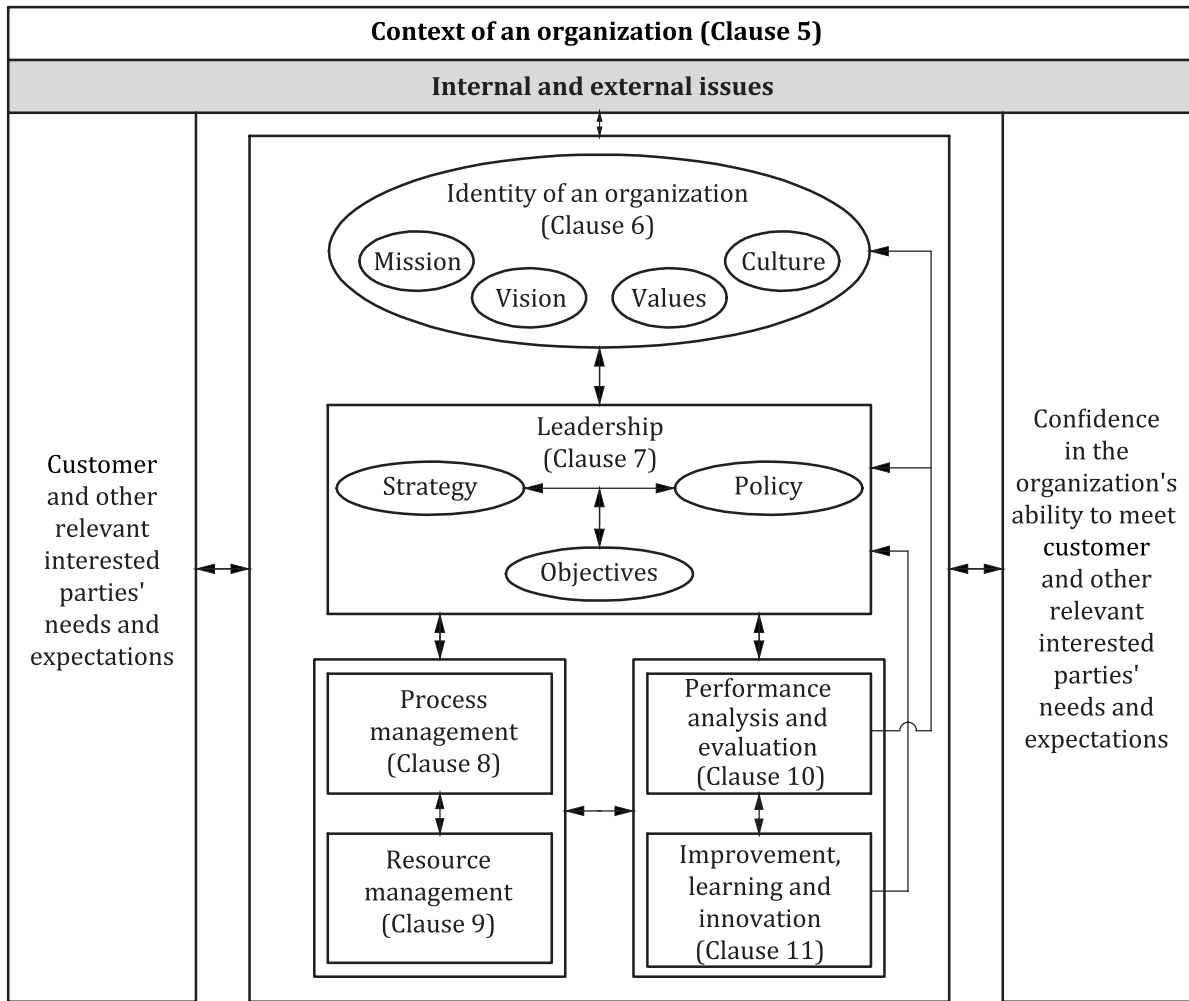 Context of an organization (Clause 5)
Internal and external issues
Customer
and other
relevant
interested
parties'
needs and
expectations
Identity of an organization
(Clause 6)
Mission
Vision
Values
Culture
Leadership
(Clause 7)
Strategy
Policy
Objectives
Process
management
(Clause 8)
Resource
management
(Clause 9)
Performance
analysis and
evaluation
(Clause 10)
Improvement,
learning and
innovation
(Clause 11)
Confidence
in the
organization's
ability to meet
customer
and other
relevant
interested
parties'
needs and
expectations